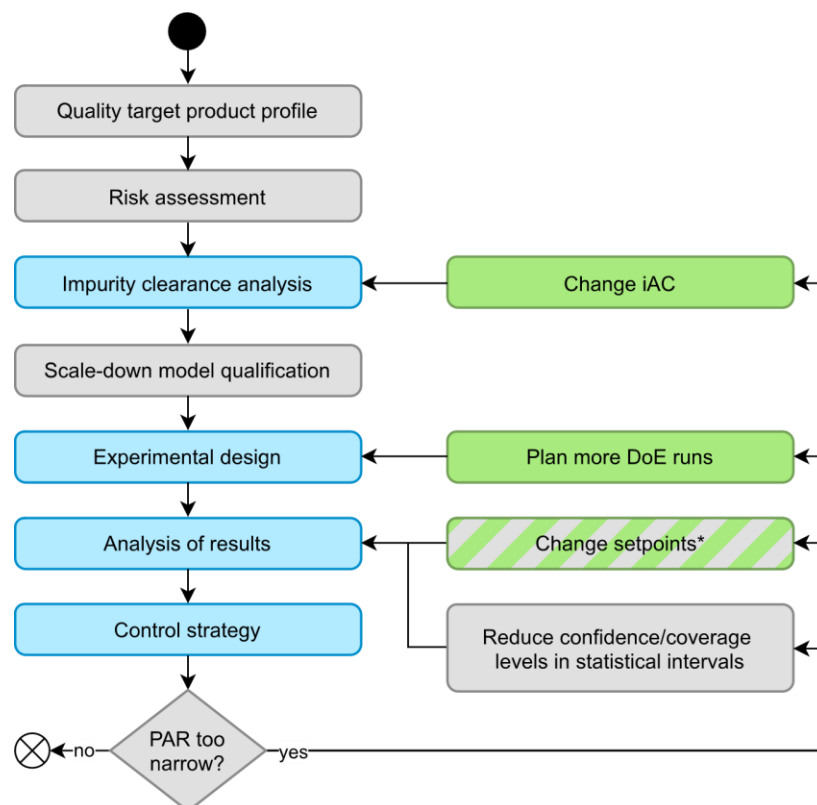 Quality target product profile
Risk assessment
Impurity clearance analysis
Change iAC
Scale-down model qualification
Experimental design
Plan more DoE runs
Analysis of results
Change setpoints*
Control strategy
Reduce confidence/coverage
levels in statistical intervals
PAR too
narrow?
no
yes